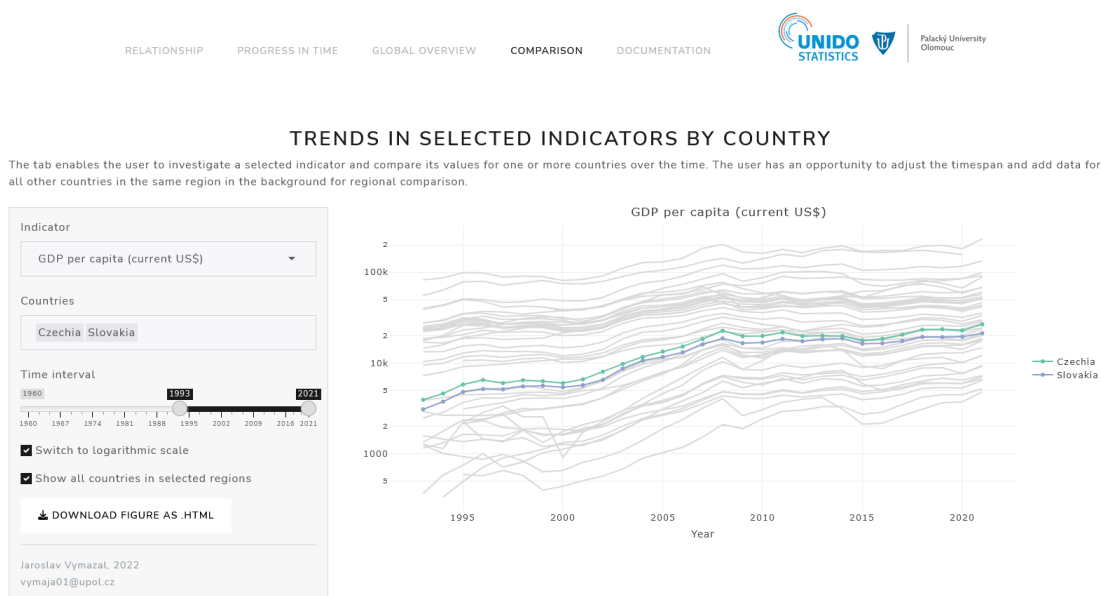 RELATIONSHIP PROGRESS IN TIME GLOBAL OVERVIEW COMPARISON DOCUMENTATION
UNIDO
STATISTICS
Palacký University
Olomouc
TRENDS IN SELECTED INDICATORS BY COUNTRY
The tab enables the user to investigate a selected indicator and compare its values for one or more countries over the time. The user has an opportunity to adjust the timespan and add data for
all other countries in the same region in the background for regional comparison.
Indicator
GDP per capita (current US$)
Countries
Czechia Slovakia
Time interval
1960 1993 2021
1960 1967 1974 1981 1988 1995 2002 2009 2016 2021
Switch to logarithmic scale
Show all countries in selected regions
DOWNLOAD FIGURE AS .HTML
Jaroslav Vymazal, 2022
vymaja01@upol.cz
GDP per capita (current US$)
2
100k
5
2
10k
5
2
1000
5
1995 2000 2005 2010 2015 2020
Year
Czechia
Slovakia